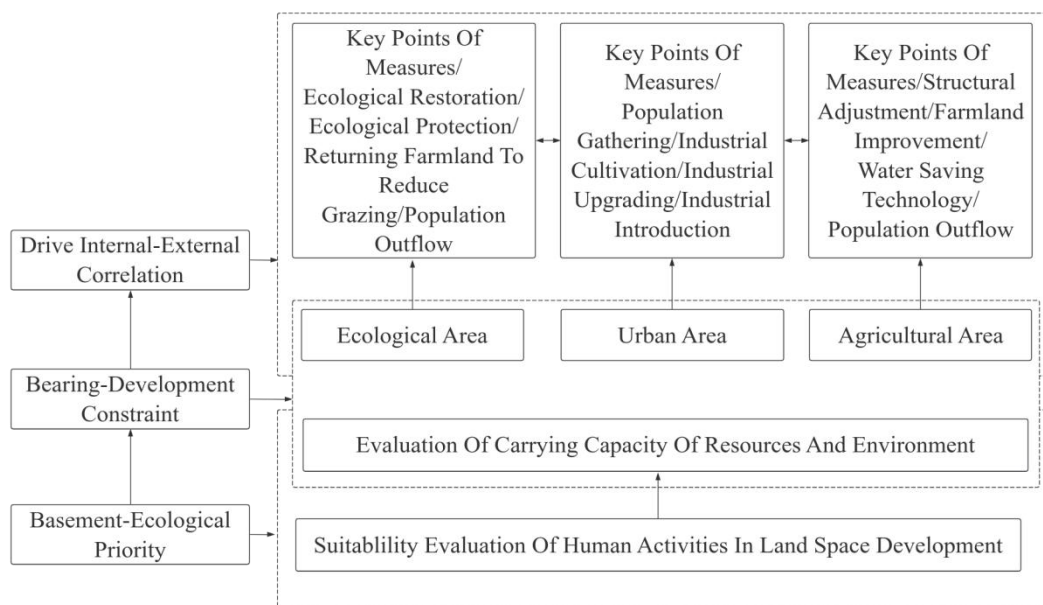 Key Points Of
Measures/
Ecological Restoration/
Ecological Protection/
Returning Farmland To
Reduce
Grazing/Population
Outflow
Key Points Of
Measures/
Population
Gathering/Industrial
Cultivation/Industrial
Upgrading/Industrial
Introduction
Key Points Of
Measures/Structural
Adjustment/Farmland
Improvement/
Water Saving
Technology/
Population Outflow
Drive Internal-External
Correlation
Ecological Area
Urban Area
Agricultural Area
Bearing-Development
Constraint
Evaluation Of Carrying Capacity Of Resources And Environment
Basement-Ecological
Priority
Suitablility Evaluation Of Human Activities In Land Space Development